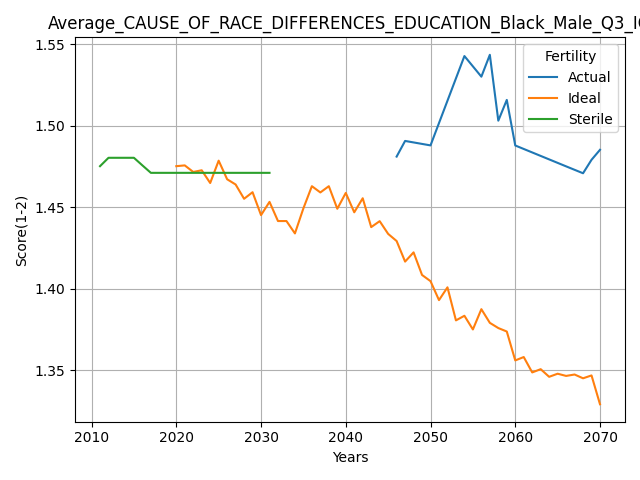 Average_CAUSE_OF_RACE_DIFFERENCES_EDUCATION_Black_Male_Q3_I
Fertility
Actual
Ideal
Sterile
Score(1-2)
1.55
1.50
1.45
1.40
1.35
2010 2020 2030 2040 2050 2060 2070
Years